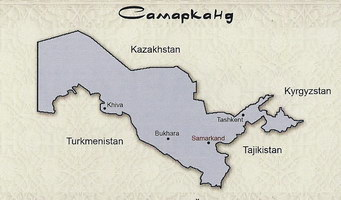 Самарканд
Kazakhstan
Kyrgyzstan
Khiva
Tashkent
Turkmenistan
Bukhara
Samarkand
Tajikistan